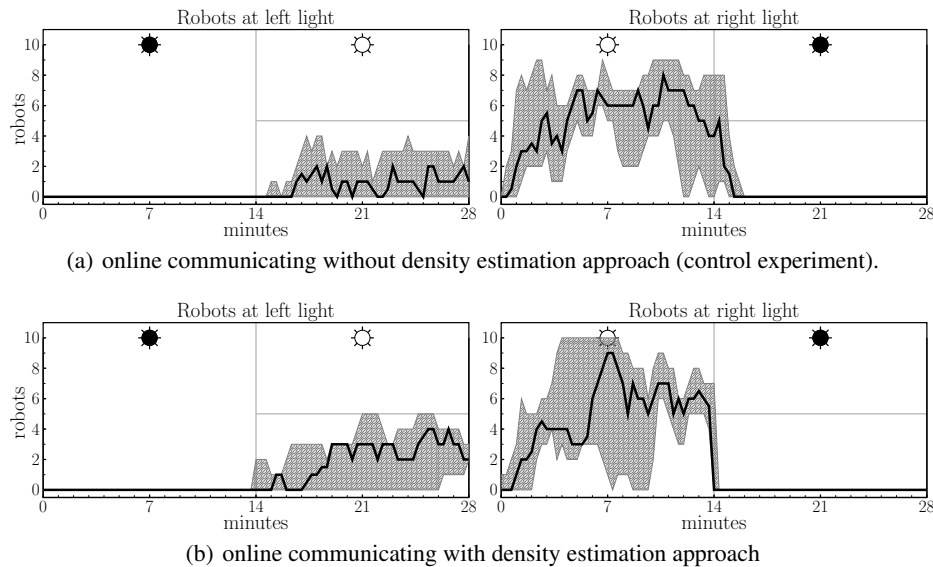 Robots at left light Robots at right light
10 10
8 8
6 6
robots
4 4
2 2
0 0
0 7 14 21 28 0 7 14 21 28
minutes minutes
(a) online communicating without density estimation approach (control experiment).
Robots at left light Robots at right light
10 10
8 8
6 6
robots
4 4
2 2
0 0
0 7 14 21 28 0 7 14 21 28
minutes minutes
(b) online communicating with density estimation approach